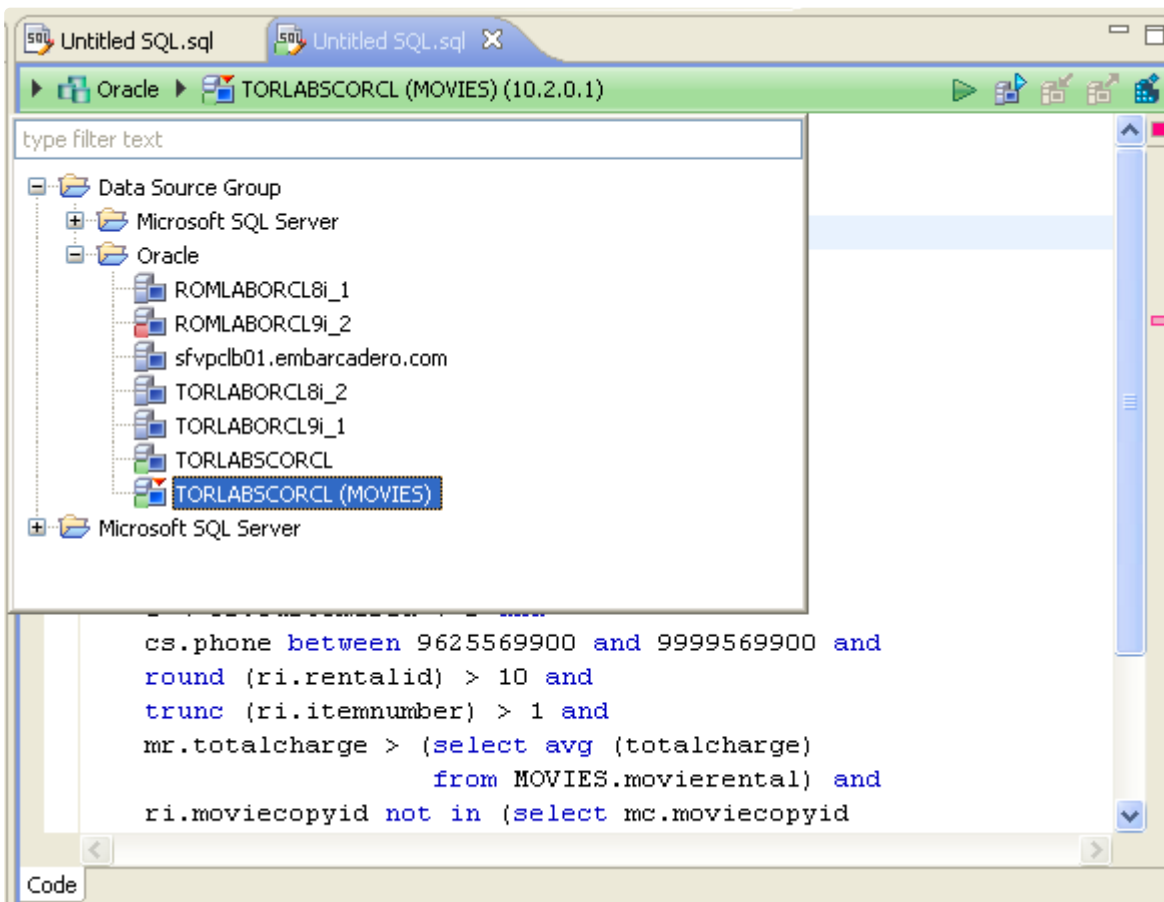 Untitled SQL.sql Untitled SQL.sql
Oracle TORLABSCORCL (MOVIES) (10.2.0.1)
type filter text
Data Source Group
Microsoft SQL Server
Oracle
ROMLABORCL8i_1
ROMLABORCL9i_2
sfvpclb01.embarcadero.com
TORLABORCL8i_2
TORLABORCL9i_1
TORLABSCORCL
TORLABSCORCL (MOVIES)
Microsoft SQL Server
cs.phone between 9625569900 and 9999569900 and
round (ri.rentalid) > 10 and
trunc (ri.itemnumber) > 1 and
mr.totalcharge > (select avg (totalcharge)
from MOVIES.movierental) and
ri.moviecopyid not in (select mc.moviecopyid
Code